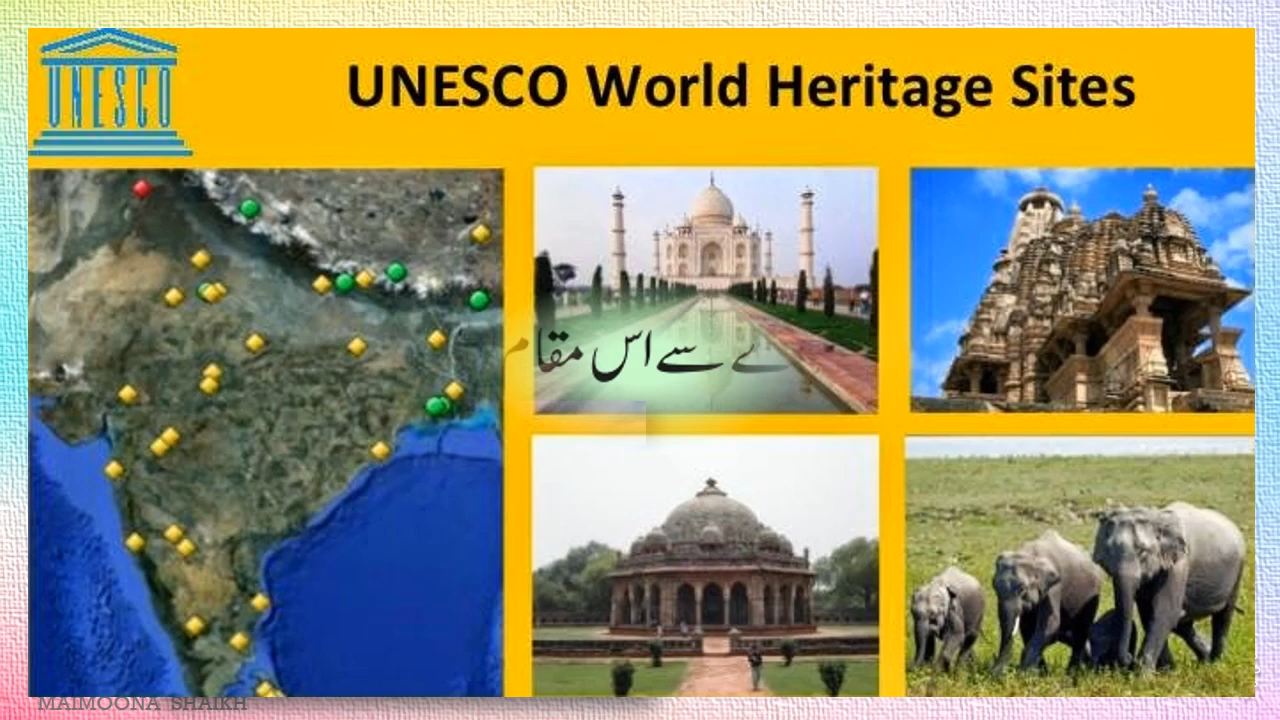 UNESCO
UNESCO World Heritage Sites
سے اس مقام
MAIMOONA SHAIKH